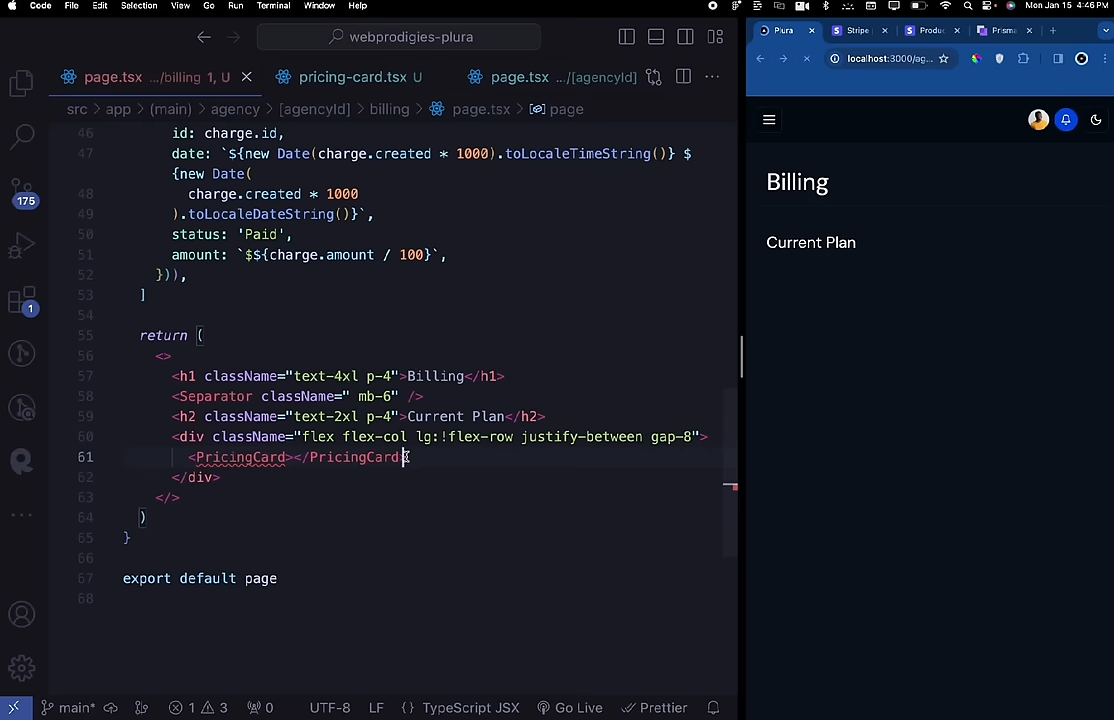 Code File Edit Selection View Go Run Terminal Window Help
Mon Jan 15 4:46 PM
webprodigies-plura
page.tsx .../billing 1, U
pricing-card.tsx U
page.tsx .../[agencyId]
src > app > (main) > agency > [agencyId] > billing > page.tsx > page
46 id: charge.id,
47 date: `${new Date(charge.created * 1000).toLocaleTimeString()} $
{new Date(
48 charge.created * 1000
49 ).toLocaleDateString()}`,
50 status: 'Paid',
51 amount: `$${charge.amount / 100}`,
52 })),
53 ]
54
55 return (
56 <>
57 <h1 className="text-4xl p-4">Billing</h1>
58 <Separator className=" mb-6" />
59 <h2 className="text-2xl p-4">Current Plan</h2>
60 <div className="flex flex-col lg:!flex-row justify-between gap-8">
61 <PricingCard></PricingCard>
62 </div>
63 </>
64 )
65 }
66
67 export default page
68
175
1
main*
1 3
0
UTF-8
LF
{ } TypeScript JSX
Go Live
Prettier
Plura
Stripe
Produc
Prisma
localhost:3000/ag...
Billing
Current Plan